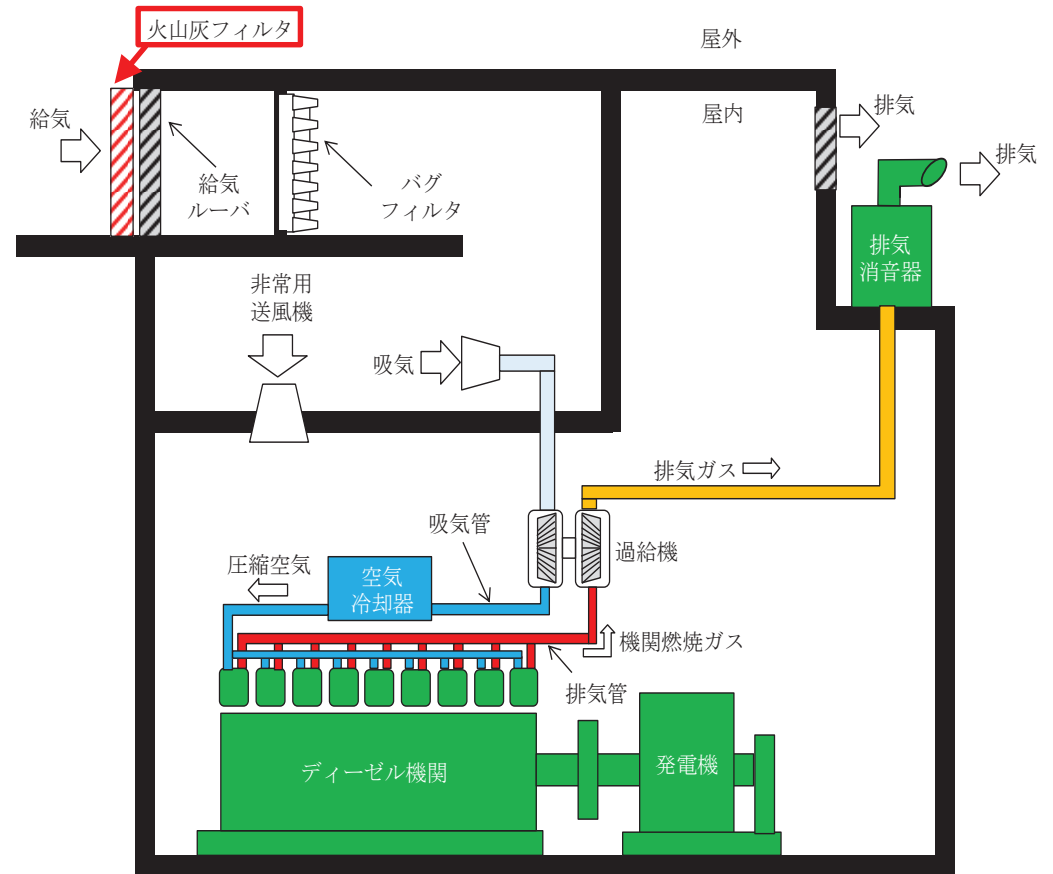 火山灰フィルタ
屋外
給気
屋内
排気
排気
給気
ルーバ
バグ
フィルタ
排気
消音器
非常用
送風機
吸気
排気ガス
吸気管
過給機
圧縮空気
空気
冷却器
機関燃焼ガス
排気管
ディーゼル機関
発電機